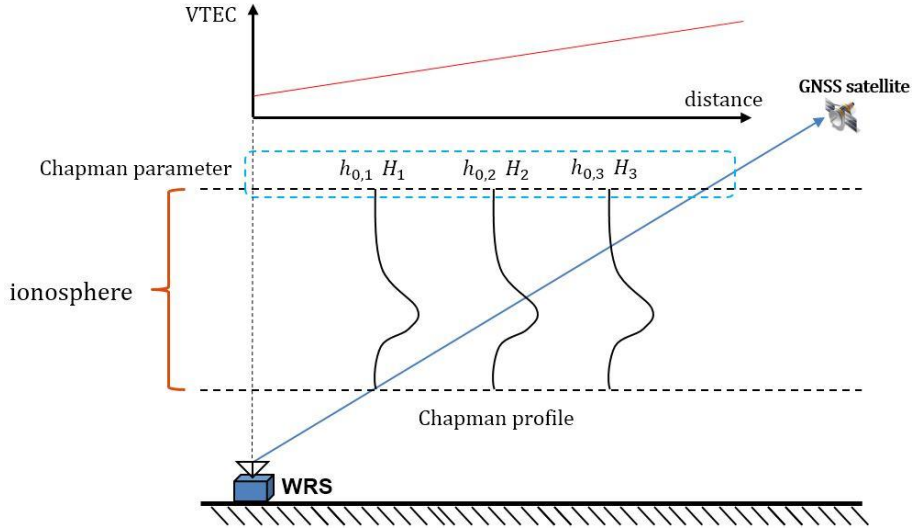 VTEC
GNSS satellite
distance
Chapman parameter
h₀,₁ H₁ h₀,₂ H₂ h₀,₃ H₃
ionosphere
Chapman profile
WRS